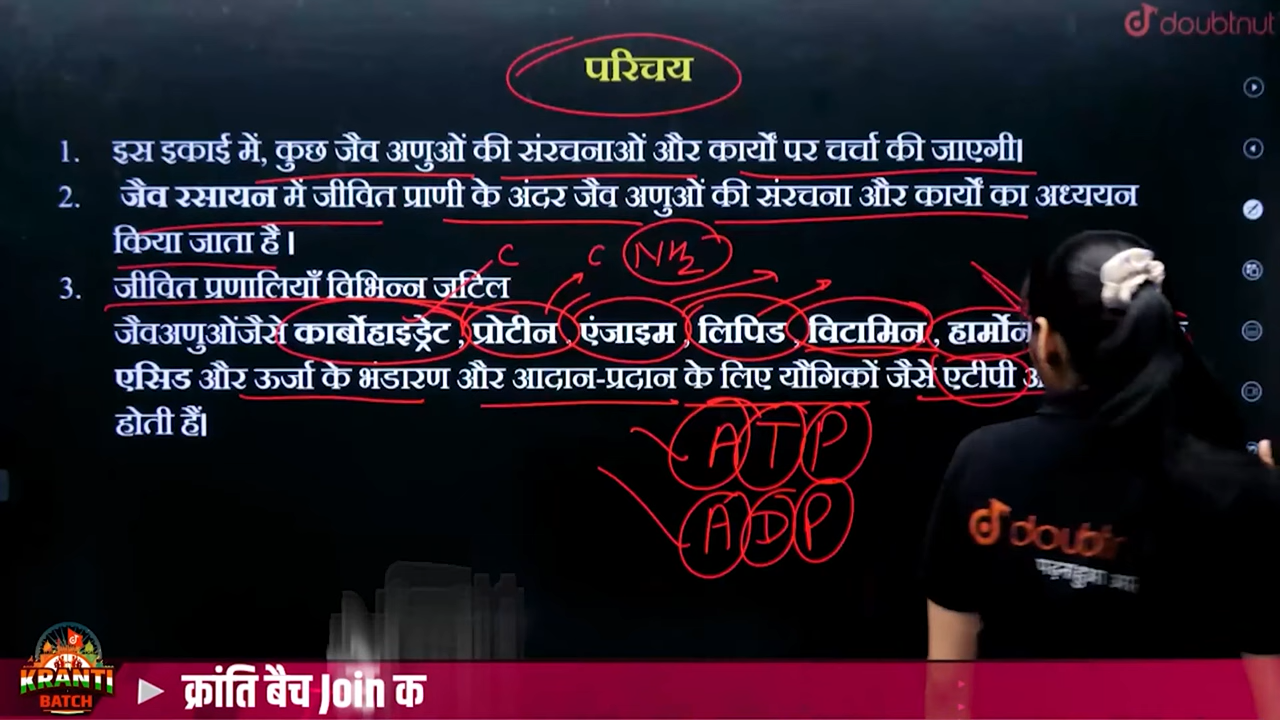 doubtnut
परिचय
1. इस इकाई में, कुछ जैव अणुओं की संरचनाओं और कार्यों पर चर्चा की जाएगी।
2. जैव रसायन में जीवित प्राणी के अंदर जैव अणुओं की संरचना और कार्यों का अध्ययन
किया जाता है।
C C NH2
3. जीवित प्रणालियाँ विभिन्न जटिल
जैवअणुओंजैसे कार्बोहाइड्रेट, प्रोटीन, एंजाइम, लिपिड, विटामिन, हार्मोन
एसिड और ऊर्जा के भंडारण और आदान-प्रदान के लिए यौगिकों जैसे एटीपी
होती हैं।
ATP
ADP
doubt
KRANTI
BATCH
क्रांति बैच Join क